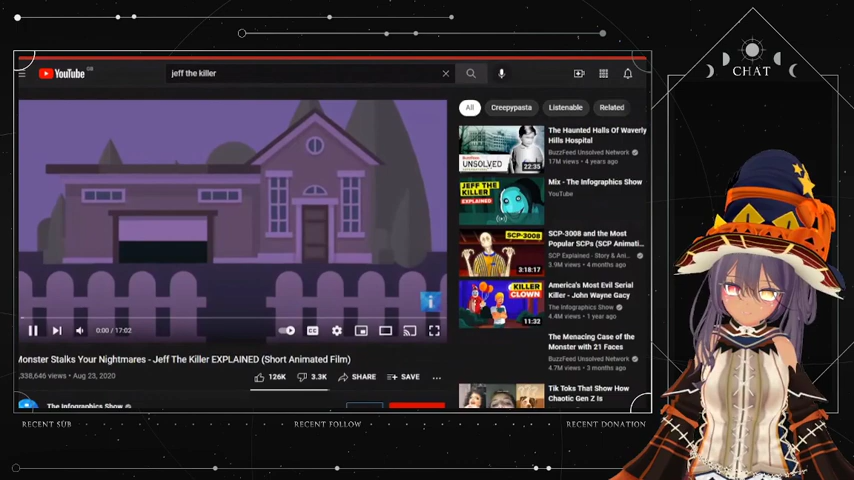 YouTube GB
jeff the killer
All
Creepypasta
Listenable
Related
UNSOLVED
22:35
The Haunted Halls Of Waverly
Hills Hospital
BuzzFeed Unsolved Network
17M views • 4 years ago
JEFF THE
KILLER
EXPLAINED
Mix - The Infographics Show
YouTube
SCP-3008
3:18:17
SCP-3008 and the Most
Popular SCPs (SCP Animati...
SCP Explained - Story & Ani...
3.9M views • 4 months ago
KILLER
CLOWN
11:32
America's Most Evil Serial
Killer - John Wayne Gacy
The Infographics Show
4.4M views • 1 year ago
The Menacing Case of the
Monster with 21 Faces
BuzzFeed Unsolved Network
4.7M views • 3 months ago
Tik Toks That Show How
Chaotic Gen Z Is
0:00 / 17:02
CC
Monster Stalks Your Nightmares - Jeff The Killer EXPLAINED (Short Animated Film)
,338,646 views • Aug 23, 2020
126K
3.3K
SHARE
SAVE
The Infographics Show
CHAT
RECENT SUB
RECENT FOLLOW
RECENT DONATION